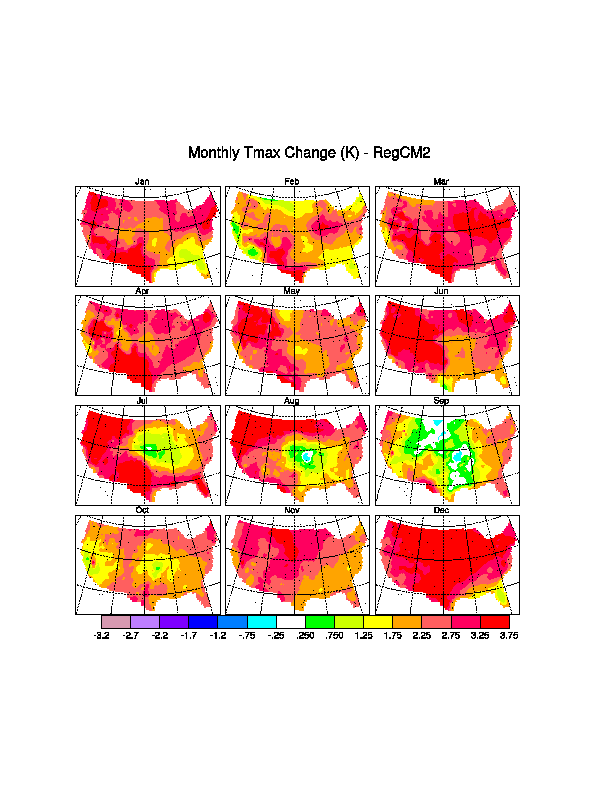 Monthly Tmax Change (K) - RegCM2
Jan Feb Mar
Apr May Jun
Jul Aug Sep
Oct Nov Dec
-3.2 -2.7 -2.2 -1.7 -1.2 -.75 -.25 .250 .750 1.25 1.75 2.25 2.75 3.25 3.75